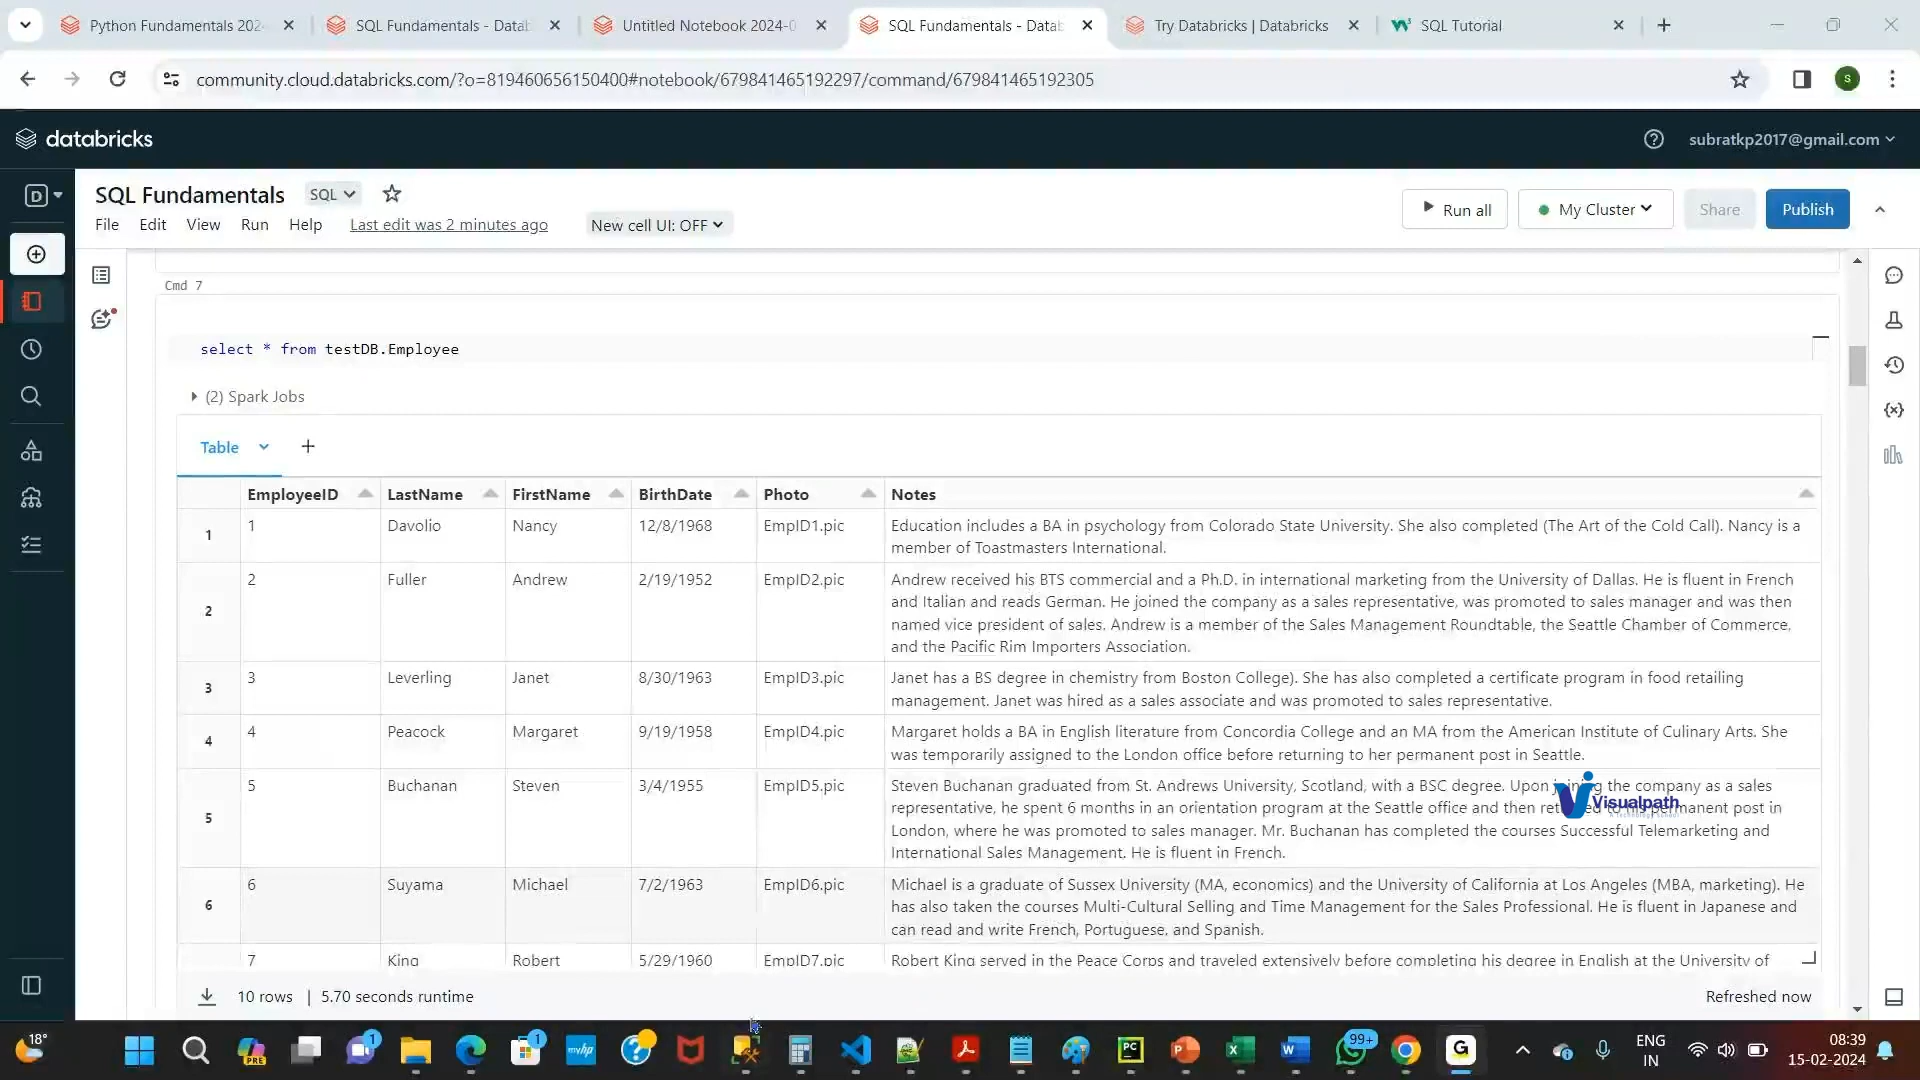 Python Fundamentals 202
SQL Fundamentals - Datab
Untitled Notebook 2024-0
SQL Fundamentals - Datab
Try Databricks | Databricks
SQL Tutorial
community.cloud.databricks.com/?o=819460656150400#notebook/679841465192297/command/679841465192305
S
databricks
subratkp2017@gmail.com
D
SQL Fundamentals SQL
Run all My Cluster Share Publish
File Edit View Run Help Last edit was 2 minutes ago New cell UI: OFF
Cmd 7
select * from testDB.Employee
(2) Spark Jobs
Table +
EmployeeID LastName FirstName BirthDate Photo Notes
1 1 Davolio Nancy 12/8/1968 EmpID1.pic Education includes a BA in psychology from Colorado State University. She also completed (The Art of the Cold Call). Nancy is a
member of Toastmasters International.
2 2 Fuller Andrew 2/19/1952 EmpID2.pic Andrew received his BTS commercial and a Ph.D. in international marketing from the University of Dallas. He is fluent in French
and Italian and reads German. He joined the company as a sales representative, was promoted to sales manager and was then
named vice president of sales. Andrew is a member of the Sales Management Roundtable, the Seattle Chamber of Commerce,
and the Pacific Rim Importers Association.
3 3 Leverling Janet 8/30/1963 EmpID3.pic Janet has a BS degree in chemistry from Boston College). She has also completed a certificate program in food retailing
management. Janet was hired as a sales associate and was promoted to sales representative.
4 4 Peacock Margaret 9/19/1958 EmpID4.pic Margaret holds a BA in English literature from Concordia College and an MA from the American Institute of Culinary Arts. She
was temporarily assigned to the London office before returning to her permanent post in Seattle.
5 5 Buchanan Steven 3/4/1955 EmpID5.pic Steven Buchanan graduated from St. Andrews University, Scotland, with a BSC degree. Upon joining the company as a sales
representative, he spent 6 months in an orientation program at the Seattle office and then returned to his permanent post in
Visualpath
London, where he was promoted to sales manager. Mr. Buchanan has completed the courses Successful Telemarketing and
International Sales Management. He is fluent in French.
6 6 Suyama Michael 7/2/1963 EmpID6.pic Michael is a graduate of Sussex University (MA, economics) and the University of California at Los Angeles (MBA, marketing). He
has also taken the courses Multi-Cultural Selling and Time Management for the Sales Professional. He is fluent in Japanese and
can read and write French, Portuguese, and Spanish.
7 King Robert 5/29/1960 EmpID7.pic Robert King served in the Peace Corps and traveled extensively before completing his degree in English at the University of
10 rows | 5.70 seconds runtime Refreshed now
18°
PRE
1
1
myhp
99+
ENG
IN
08:39
15-02-2024